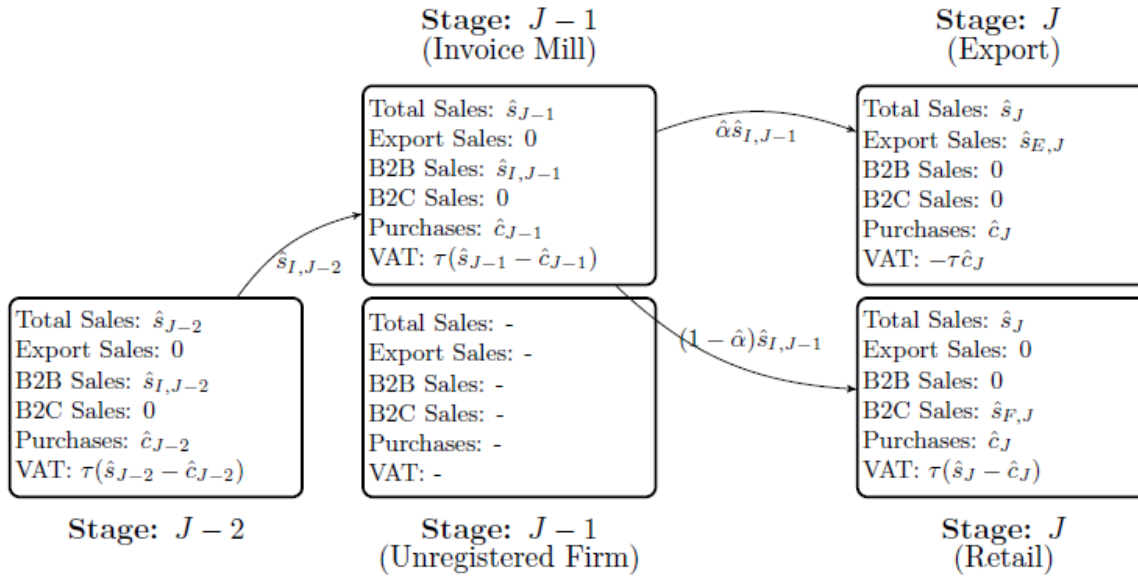 Stage: J − 1
(Invoice Mill)
Stage: J
(Export)
Total Sales: ŝ_{J−1}
Export Sales: 0
B2B Sales: ŝ_{I,J−1}
B2C Sales: 0
Purchases: ĉ_{J−1}
VAT: τ(ŝ_{J−1} − ĉ_{J−1})
α̂ŝ_{I,J−1}
Total Sales: ŝ_J
Export Sales: ŝ_{E,J}
B2B Sales: 0
B2C Sales: 0
Purchases: ĉ_J
VAT: −τĉ_J
ŝ_{I,J−2}
Total Sales: ŝ_{J−2}
Export Sales: 0
B2B Sales: ŝ_{I,J−2}
B2C Sales: 0
Purchases: ĉ_{J−2}
VAT: τ(ŝ_{J−2} − ĉ_{J−2})
Total Sales: -
Export Sales: -
B2B Sales: -
B2C Sales: -
Purchases: -
VAT: -
(1 − α̂)ŝ_{I,J−1}
Total Sales: ŝ_J
Export Sales: 0
B2B Sales: 0
B2C Sales: ŝ_{F,J}
Purchases: ĉ_J
VAT: τ(ŝ_J − ĉ_J)
Stage: J − 2
Stage: J − 1
(Unregistered Firm)
Stage: J
(Retail)